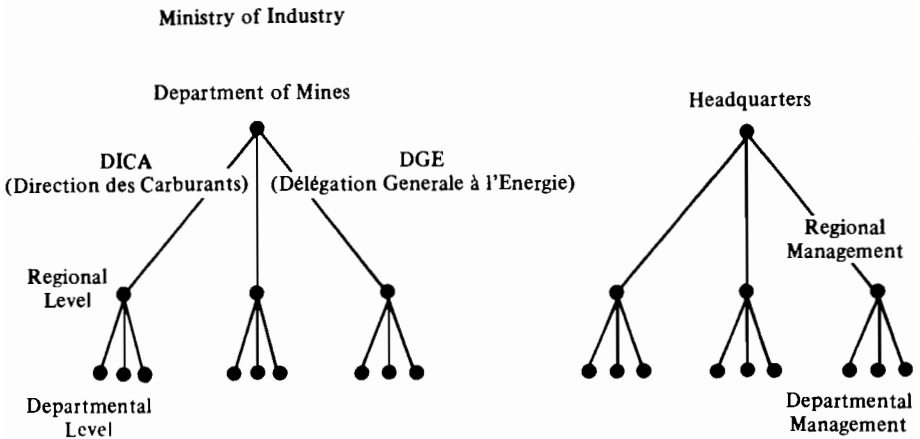 Ministry of Industry
Department of Mines
DICA
(Direction des Carburants)
DGE
(Délégation Generale à l'Energie)
Regional
Level
Departmental
Level
Headquarters
Regional
Management
Departmental
Management